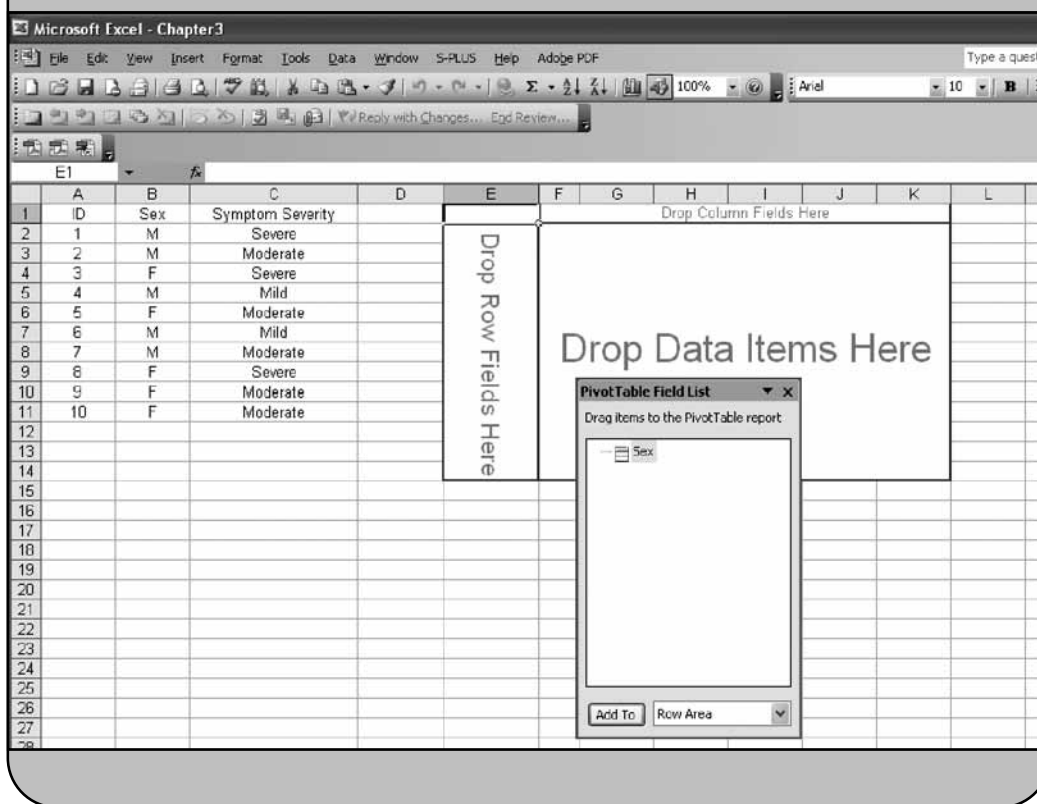 Microsoft Excel - Chapter3
File Edit View Insert Format Tools Data Window S-PLUS Help Adobe PDF
Type a quest
100%
Arial
10
B
Reply with Changes... End Review...
E1
fx
A B C D E F G H I J K L
1 ID Sex Symptom Severity
Drop Column Fields Here
2 1 M Severe
3 2 M Moderate
4 3 F Severe
5 4 M Mild
6 5 F Moderate
7 6 M Mild
8 7 M Moderate
9 8 F Severe
10 9 F Moderate
11 10 F Moderate
12
13
14
15
16
17
18
19
20
21
22
23
24
25
26
27
28
Drop Row Fields Here
Drop Data Items Here
PivotTable Field List
Drag items to the PivotTable report
Sex
Add To
Row Area